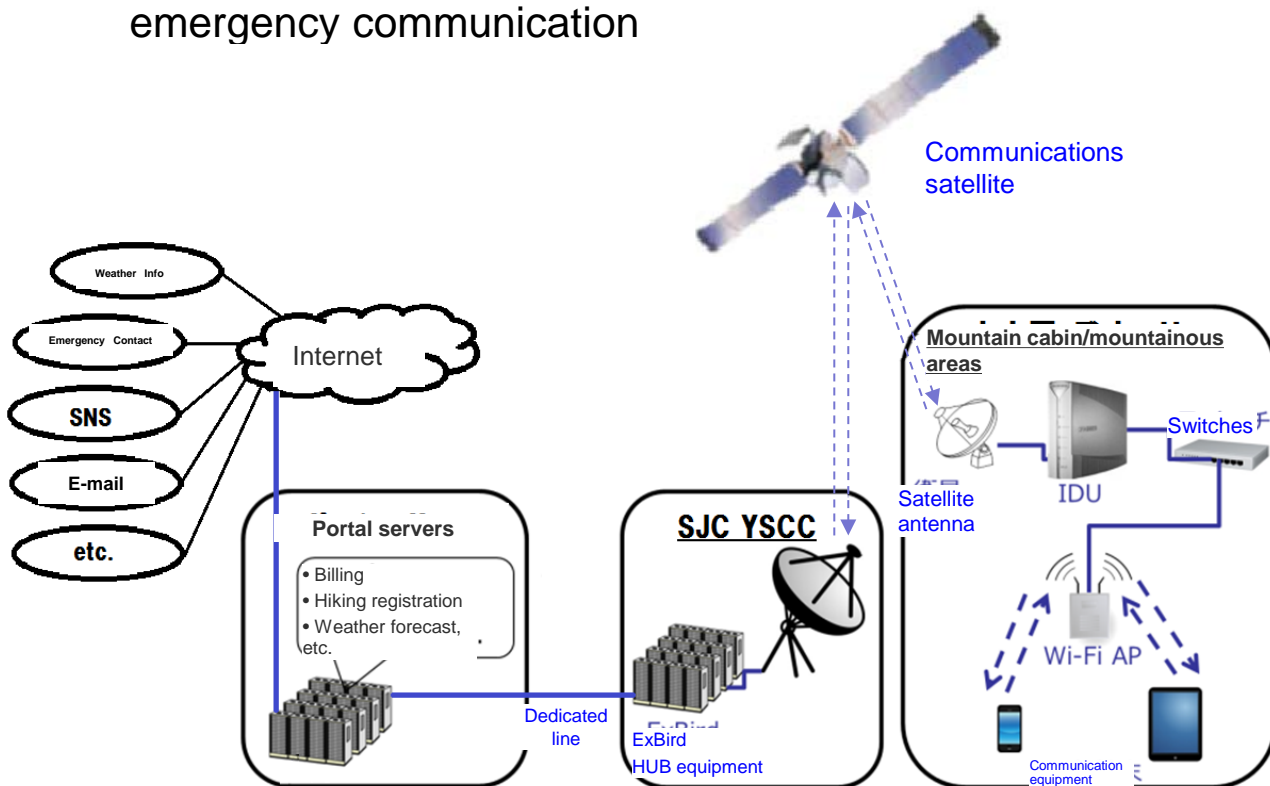 emergency communication
Communications
satellite
Weather Info
Emergency Contact
Internet
SNS
E-mail
etc.
Portal servers
• Billing
• Hiking registration
• Weather forecast,
etc.
Dedicated
line
SJC YSCC
ExBird
HUB equipment
Mountain cabin/mountainous
areas
Switches
IDU
Satellite
antenna
Wi-Fi AP
Communication
equipment